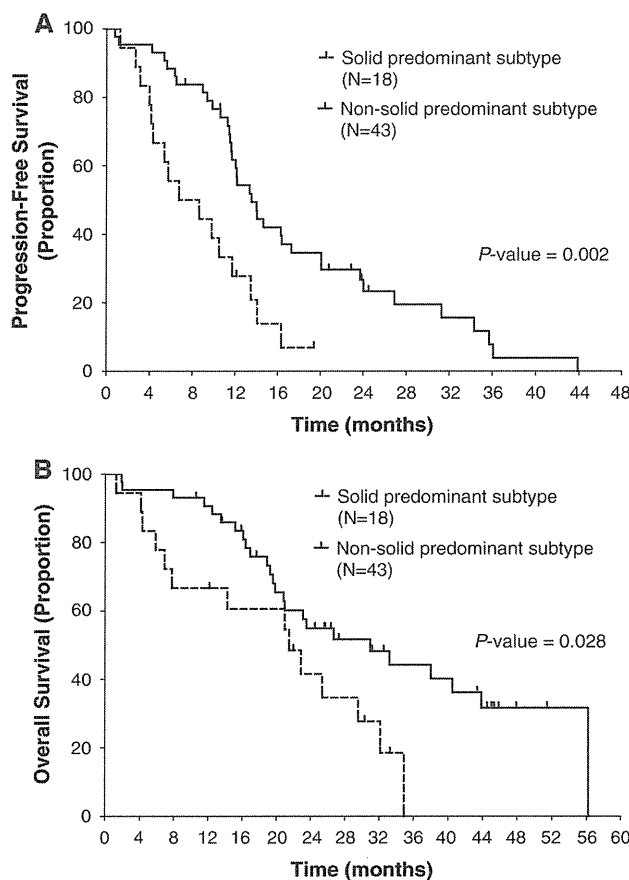 A
Progression-Free Survival
(Proportion)
100
80
60
40
20
0
Solid predominant subtype
(N=18)
Non-solid predominant subtype
(N=43)
P-value = 0.002
0 4 8 12 16 20 24 28 32 36 40 44 48
Time (months)
B
Overall Survival (Proportion)
100
80
60
40
20
0
Solid predominant subtype
(N=18)
Non-solid predominant subtype
(N=43)
P-value = 0.028
0 4 8 12 16 20 24 28 32 36 40 44 48 52 56 60
Time (months)